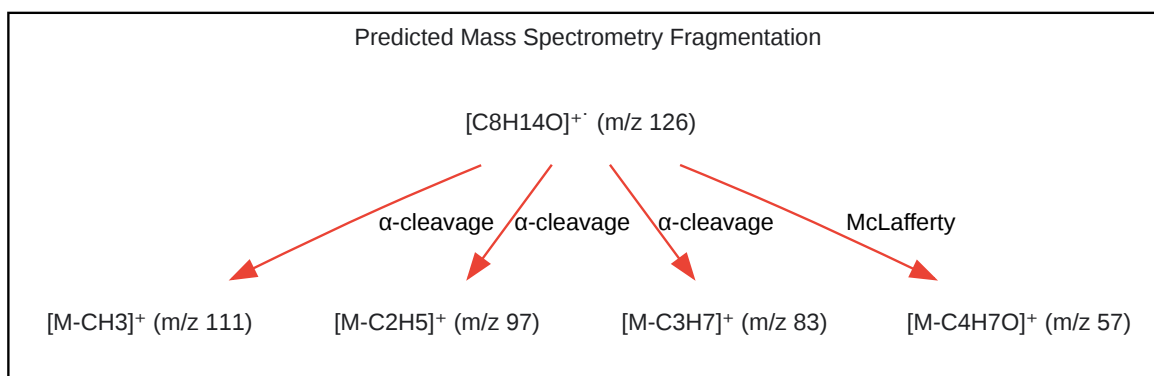 Predicted Mass Spectrometry Fragmentation
[C8H14O]⁺˙ (m/z 126)
α-cleavage α-cleavage α-cleavage McLafferty
[M-CH3]⁺ (m/z 111) [M-C2H5]⁺ (m/z 97) [M-C3H7]⁺ (m/z 83) [M-C4H7O]⁺ (m/z 57)